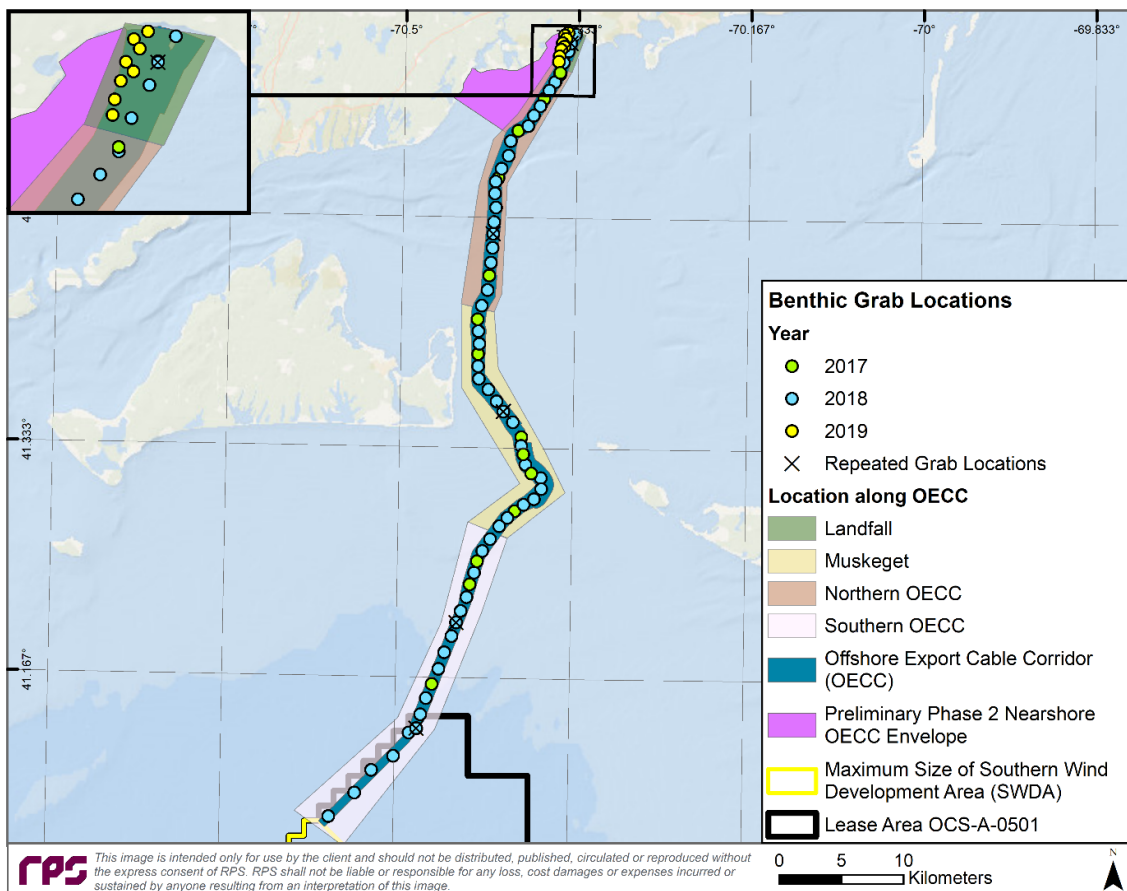 -70.5°
-70.167°
-70°
-69.833°
41.333°
41.167°
Benthic Grab Locations
Year
2017
2018
2019
Repeated Grab Locations
Location along OECC
Landfall
Muskeget
Northern OECC
Southern OECC
Offshore Export Cable Corridor
(OECC)
Preliminary Phase 2 Nearshore
OECC Envelope
Maximum Size of Southern Wind
Development Area (SWDA)
Lease Area OCS-A-0501
rps
This image is intended only for use by the client and should not be distributed, published, circulated or reproduced without
the express consent of RPS. RPS shall not be liable or responsible for any loss, cost damages or expenses incurred or
sustained by anyone resulting from an interpretation of this image.
0 5 10
Kilometers
N